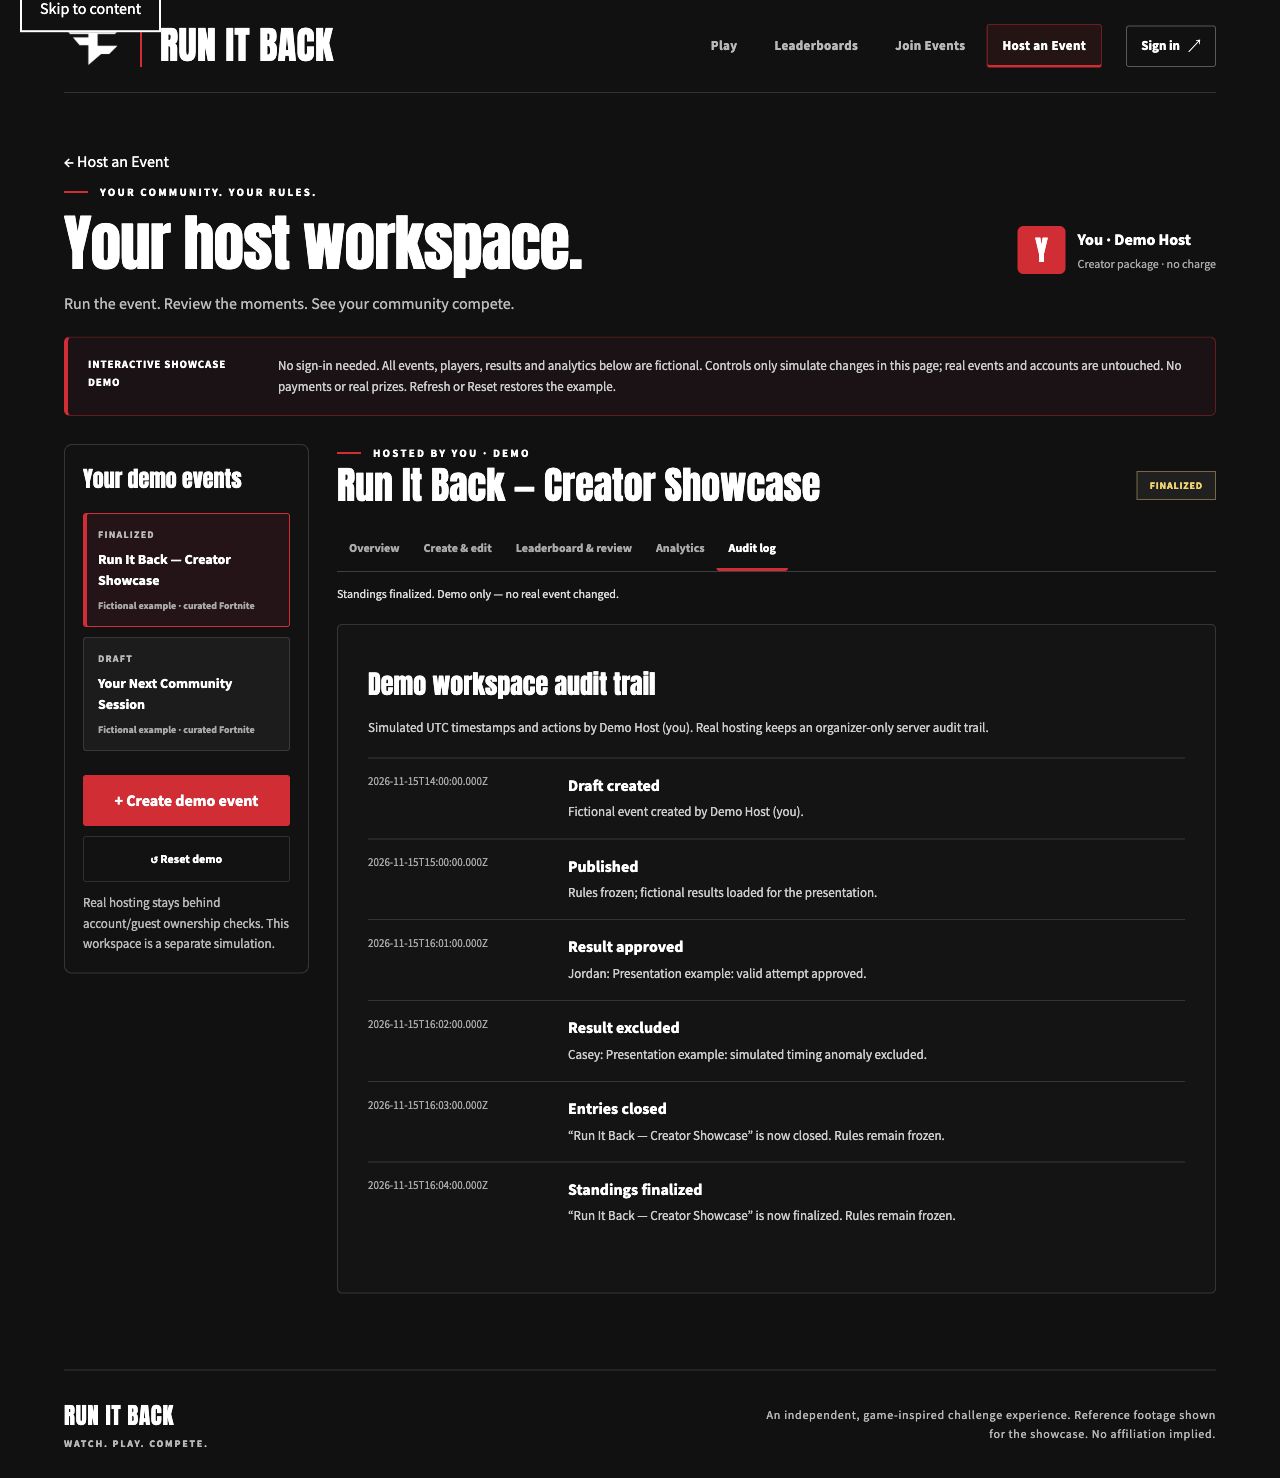 Skip to content
RUN IT BACK
Play
Leaderboards
Join Events
Host an Event
Sign in ↗
← Host an Event
YOUR COMMUNITY. YOUR RULES.
Your host workspace.
Run the event. Review the moments. See your community compete.
Y
You · Demo Host
Creator package · no charge
INTERACTIVE SHOWCASE
DEMO
No sign-in needed. All events, players, results and analytics below are fictional. Controls only simulate changes in this page; real events and accounts are untouched. No
payments or real prizes. Refresh or Reset restores the example.
Your demo events
FINALIZED
Run It Back — Creator
Showcase
Fictional example · curated Fortnite
DRAFT
Your Next Community
Session
Fictional example · curated Fortnite
+ Create demo event
↺ Reset demo
Real hosting stays behind
account/guest ownership checks. This
workspace is a separate simulation.
HOSTED BY YOU · DEMO
Run It Back — Creator Showcase
FINALIZED
Overview
Create & edit
Leaderboard & review
Analytics
Audit log
Standings finalized. Demo only — no real event changed.
Demo workspace audit trail
Simulated UTC timestamps and actions by Demo Host (you). Real hosting keeps an organizer-only server audit trail.
2026-11-15T14:00:00.000Z
Draft created
Fictional event created by Demo Host (you).
2026-11-15T15:00:00.000Z
Published
Rules frozen; fictional results loaded for the presentation.
2026-11-15T16:01:00.000Z
Result approved
Jordan: Presentation example: valid attempt approved.
2026-11-15T16:02:00.000Z
Result excluded
Casey: Presentation example: simulated timing anomaly excluded.
2026-11-15T16:03:00.000Z
Entries closed
“Run It Back — Creator Showcase” is now closed. Rules remain frozen.
2026-11-15T16:04:00.000Z
Standings finalized
“Run It Back — Creator Showcase” is now finalized. Rules remain frozen.
RUN IT BACK
WATCH. PLAY. COMPETE.
An independent, game-inspired challenge experience. Reference footage shown
for the showcase. No affiliation implied.